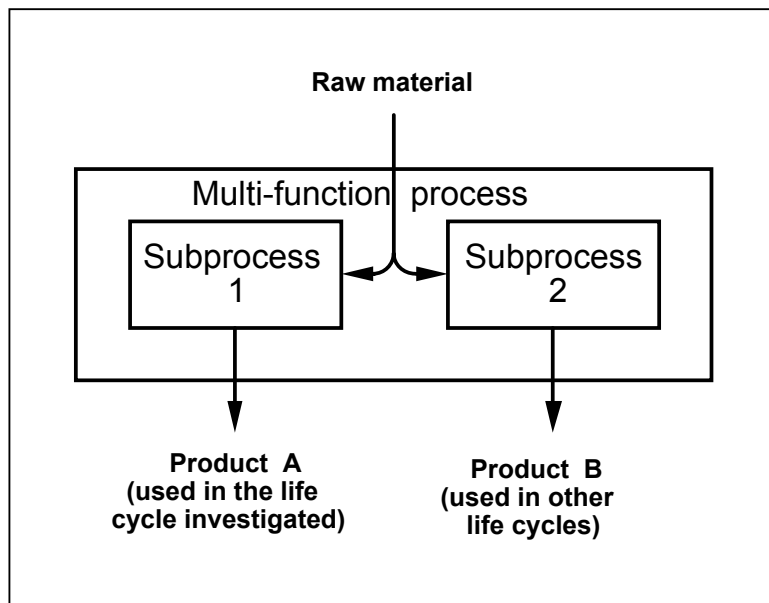 Raw material
Multi-function process
Subprocess
1
Subprocess
2
Product A
(used in the life
cycle investigated)
Product B
(used in other
life cycles)